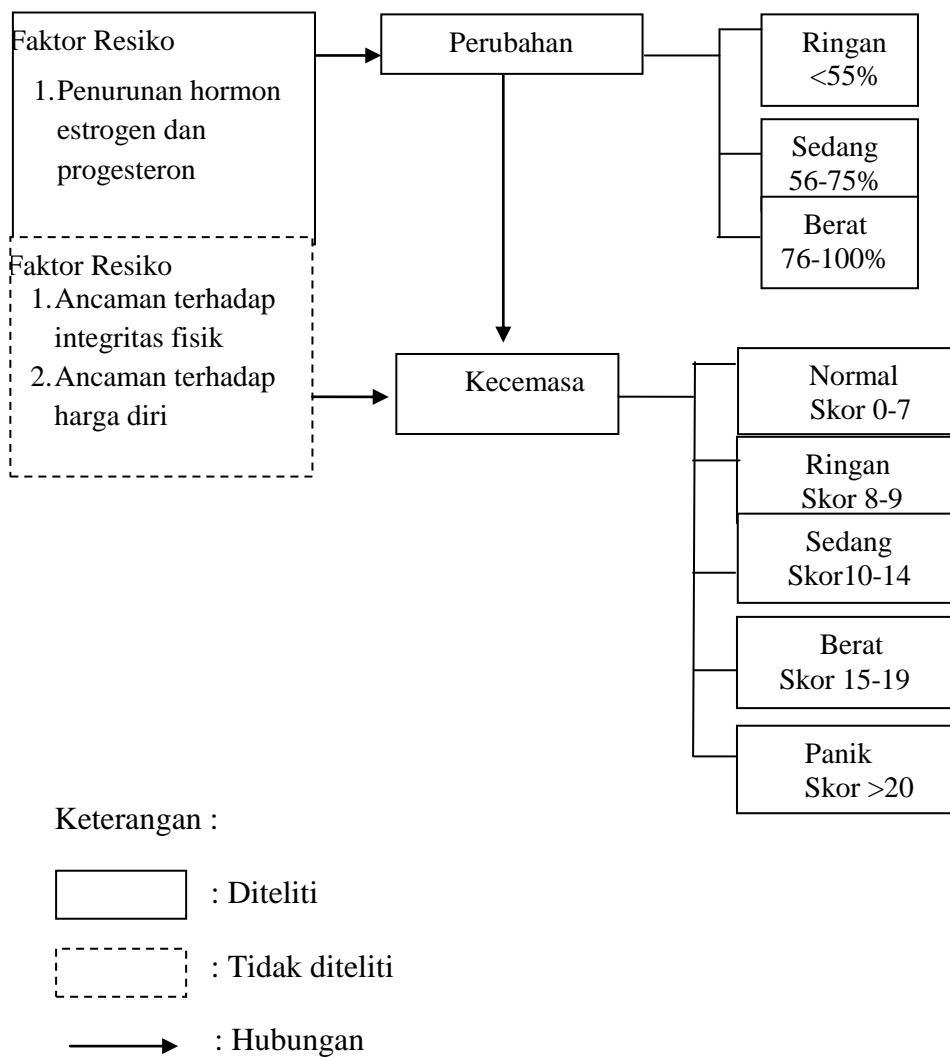 Faktor Resiko
1. Penurunan hormon
estrogen dan
progesteron
Faktor Resiko
1. Ancaman terhadap
integritas fisik
2. Ancaman terhadap
harga diri
Perubahan
Ringan
<55%
Sedang
56-75%
Berat
76-100%
Kecemasa
Normal
Skor 0-7
Ringan
Skor 8-9
Sedang
Skor10-14
Berat
Skor 15-19
Panik
Skor >20
Keterangan :
: Diteliti
: Tidak diteliti
: Hubungan